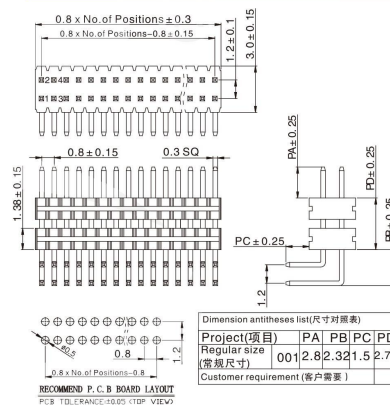 0.8 x No.of Positions±0.3
0.8 x No.of Positions-0.8±0.15
1.2±0.1
3.0±0.15
2 4
1 3
0.8±0.15
0.3 SQ
1.38±0.15
PA±0.25
PD±0.25
PB±0.25
PC±0.25
1.2
ø0.5
0.8
1.2
0.8 x No.of Positions-0.8
RECOMMEND P.C.B BOARD LAYOUT
PCB TOLERANCE:±0.05 (TOP VIEW)
Dimension antitheses list(尺寸对照表)
Project(项目) PA PB PC PD
Regular size
(常规尺寸) 001 2.8 2.32 1.5 2.7
Customer requirement (客户需要)